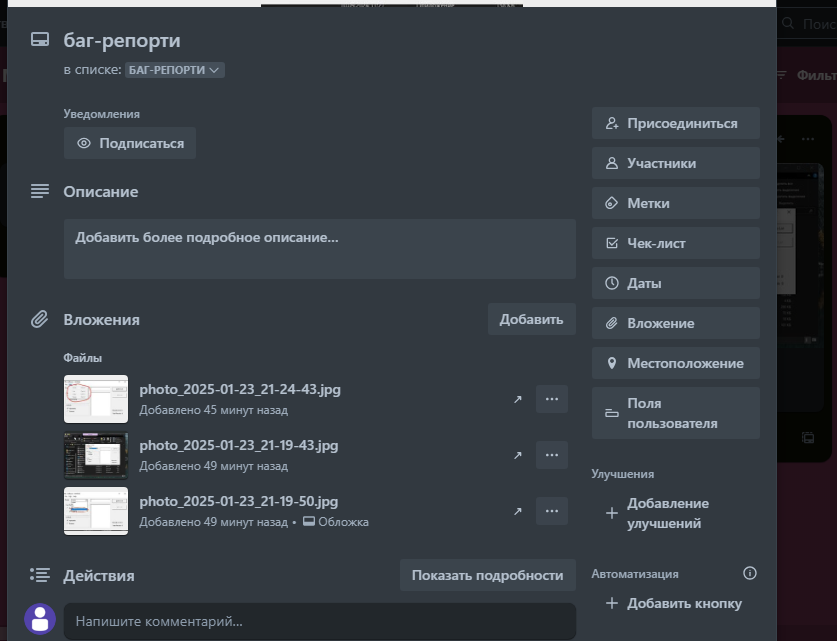 Поис
баг-репорти
в списке: БАГ-РЕПОРТИ
Фильт
Уведомления
Подписаться
Присоединиться
Участники
Описание
Метки
Добавить более подробное описание...
Чек-лист
Даты
Вложения
Добавить
Вложение
Файлы
Местоположение
photo_2025-01-23_21-24-43.jpg
Добавлено 45 минут назад
Поля
пользователя
photo_2025-01-23_21-19-43.jpg
Добавлено 49 минут назад
Улучшения
photo_2025-01-23_21-19-50.jpg
Добавлено 49 минут назад • Обложка
Добавление
улучшений
Действия
Показать подробности
Автоматизация
Добавить кнопку
Напишите комментарий...